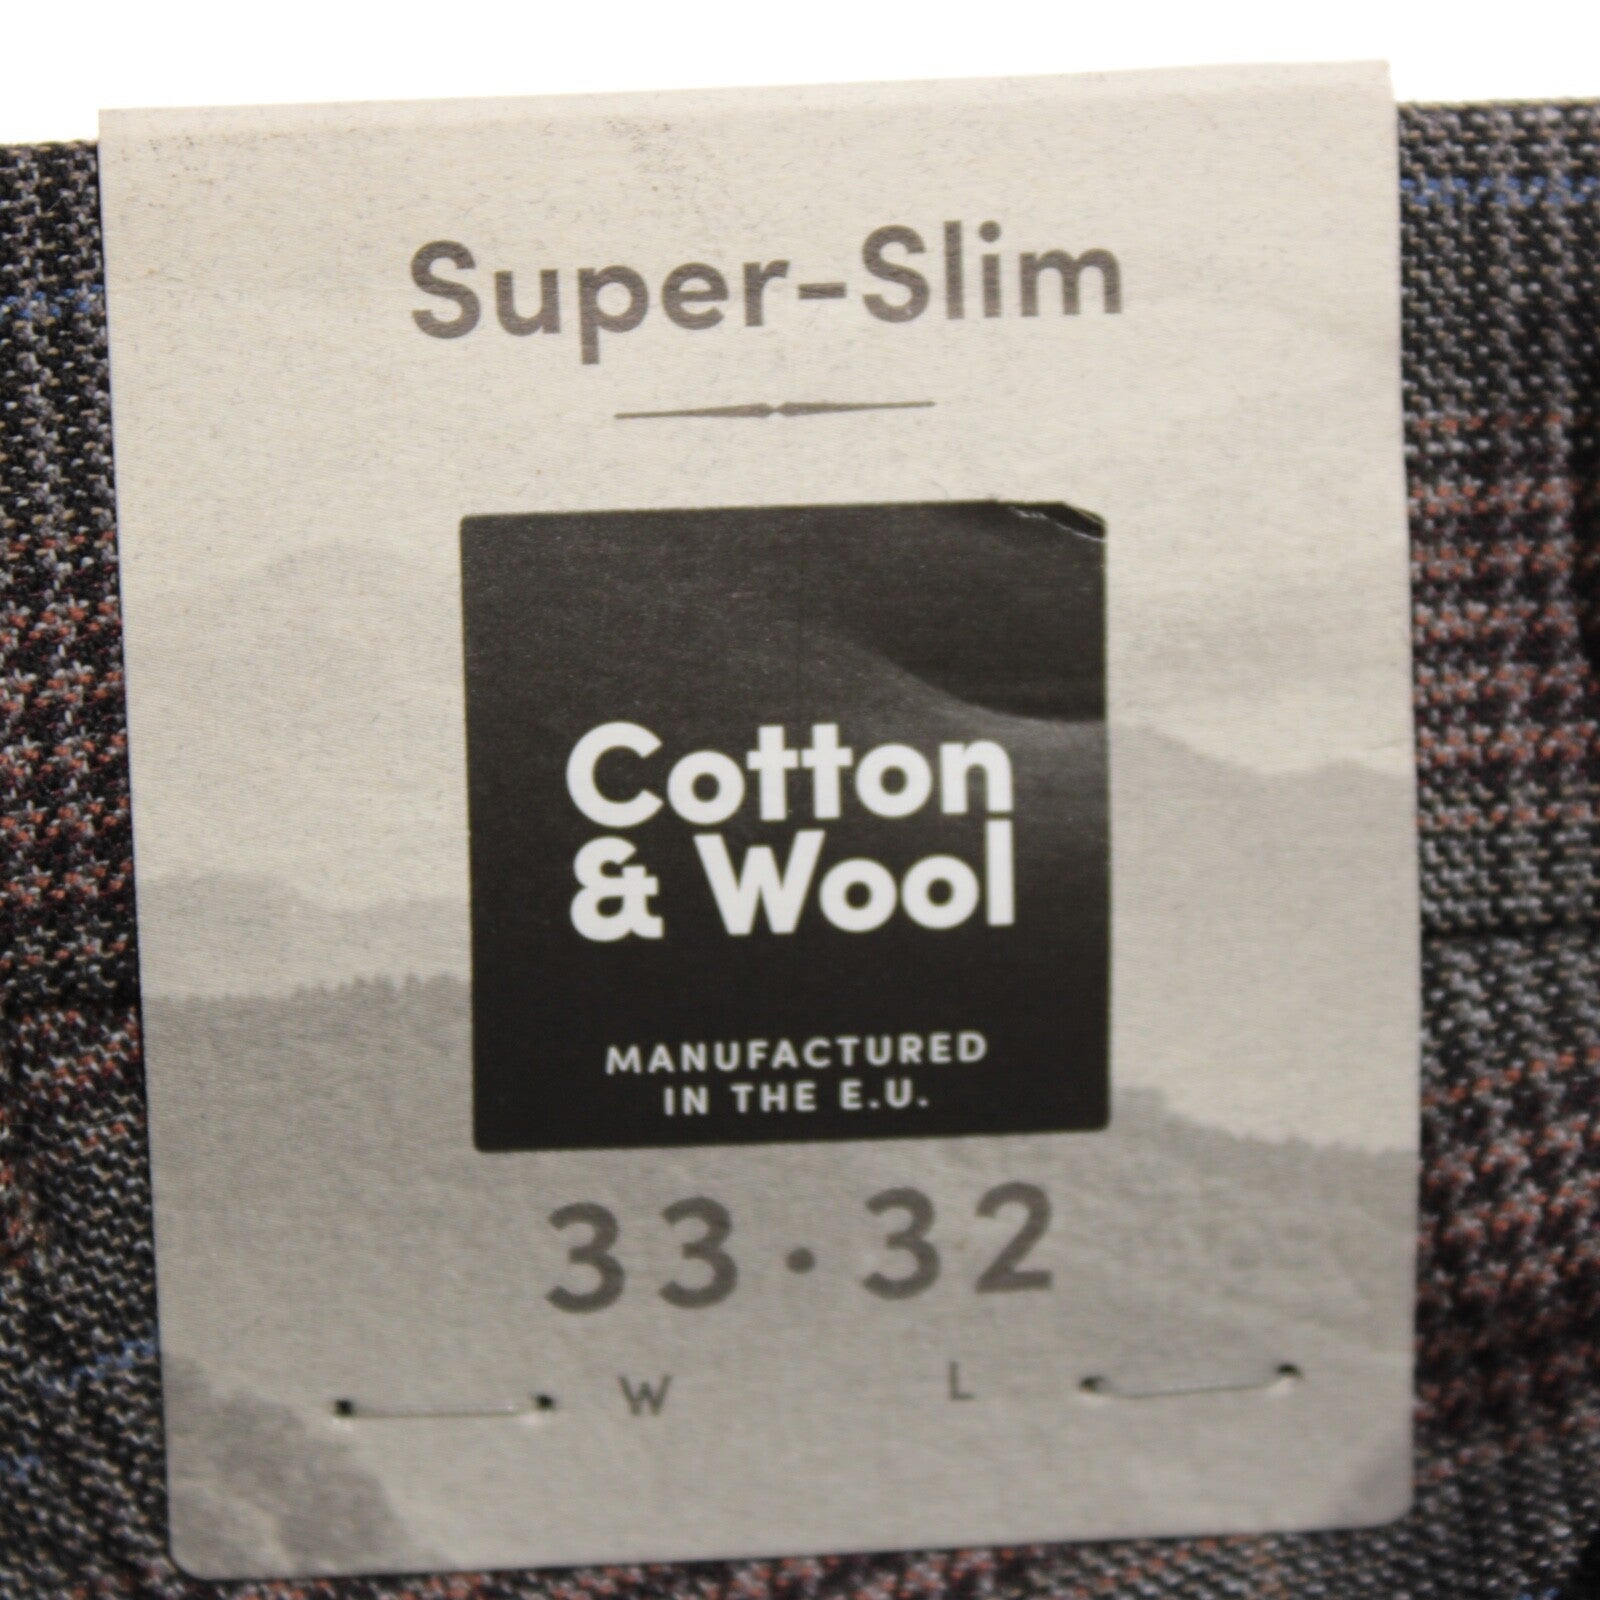 Super-Slim
Cotton
& Wool
MANUFACTURED
IN THE E.U.
33·32
W L